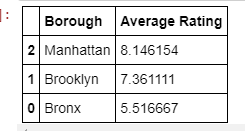 ]:
Borough Average Rating
2 Manhattan 8.146154
1 Brooklyn 7.361111
0 Bronx 5.516667